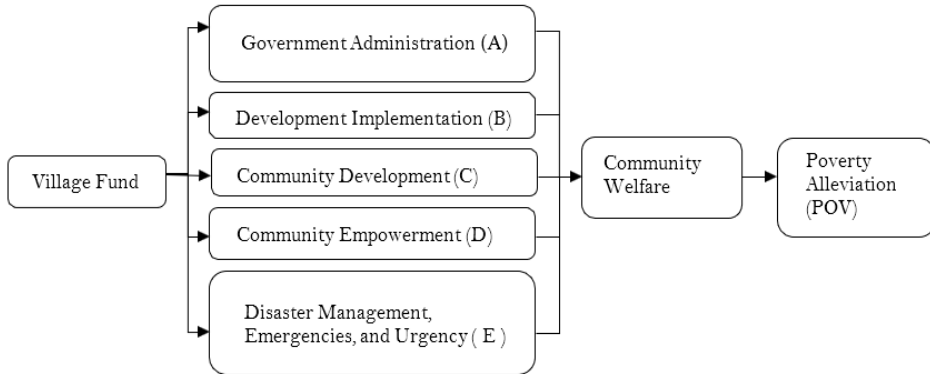 Village Fund
Government Administration (A)
Development Implementation (B)
Community Development (C)
Community Empowerment (D)
Disaster Management,
Emergencies, and Urgency ( E )
Community
Welfare
Poverty
Alleviation
(POV)